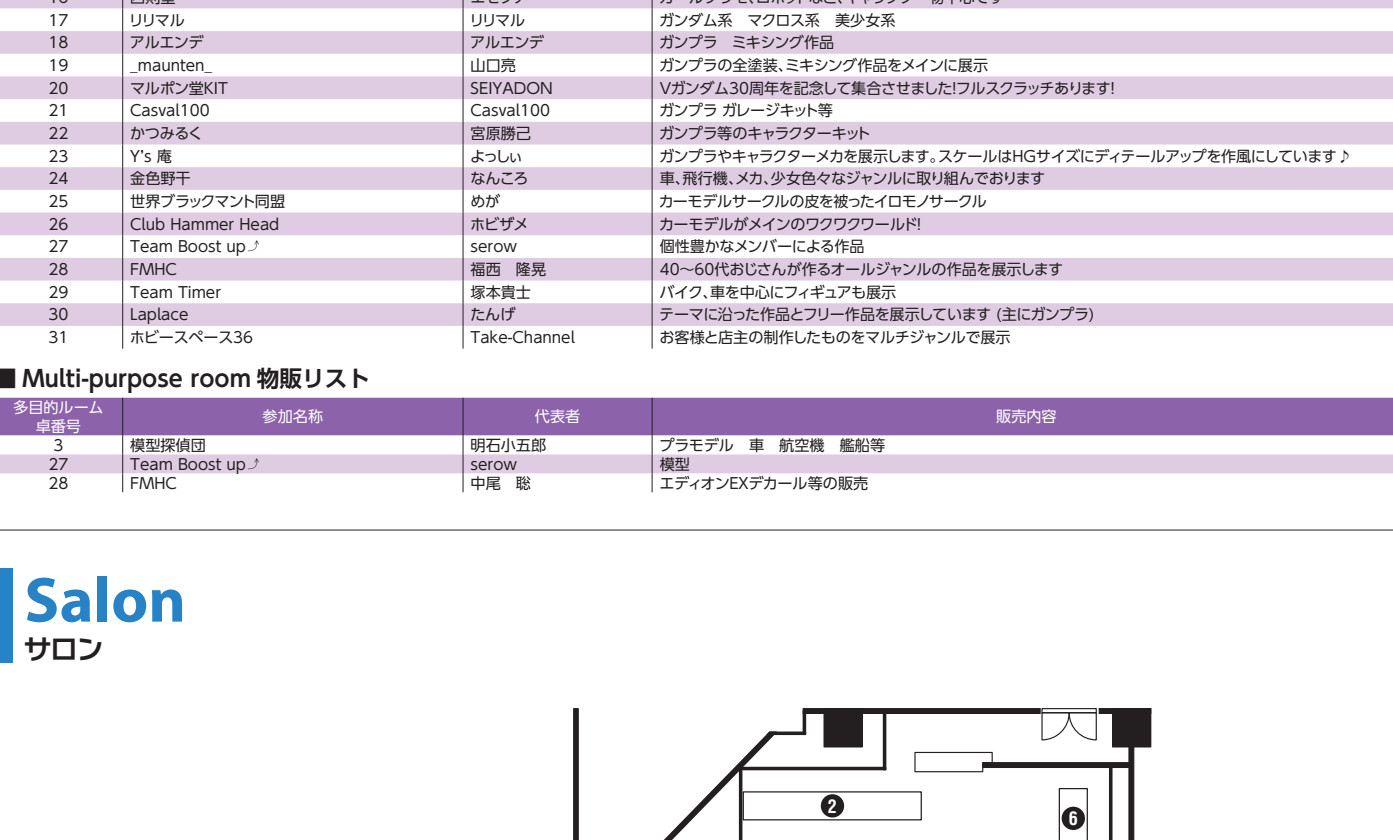 17 リリマル リリマル ガンダム系　マクロス系　美少女系
18 アルエンデ アルエンデ ガンプラ　ミキシング作品
19 _maunten_ 山口亮 ガンプラの全塗装、ミキシング作品をメインに展示
20 マルポン堂KIT SEIYADON Vガンダム30周年を記念して集合させました!フルスクラッチあります!
21 Casval100 Casval100 ガンプラ ガレージキット等
22 かつみるく 宮原勝己 ガンプラ等のキャラクターキット
23 Y's 庵 よっしぃ ガンプラやキャラクターメカを展示します。スケールはHGサイズにディテールアップを作風にしています♪
24 金色野干 なんころ 車、飛行機、メカ、少女色々なジャンルに取り組んでおります
25 世界ブラックマント同盟 めが カーモデルサークルの皮を被ったイロモノサークル
26 Club Hammer Head ホビザメ カーモデルがメインのワクワクワールド!
27 Team Boost up⤴ serow 個性豊かなメンバーによる作品
28 FMHC 福西　隆晃 40〜60代おじさんが作るオールジャンルの作品を展示します
29 Team Timer 塚本貴士 バイク、車を中心にフィギュアも展示
30 Laplace たんげ テーマに沿った作品とフリー作品を展示しています (主にガンプラ)
31 ホビースペース36 Take-Channel お客様と店主の制作したものをマルチジャンルで展示
■ Multi-purpose room 物販リスト
多目的ルーム
卓番号 参加名称 代表者 販売内容
3 模型探偵団 明石小五郎 プラモデル　車　航空機　艦船等
27 Team Boost up⤴ serow 模型
28 FMHC 中尾　聡 エディオンEXデカール等の販売
Salon
サロン
2
6